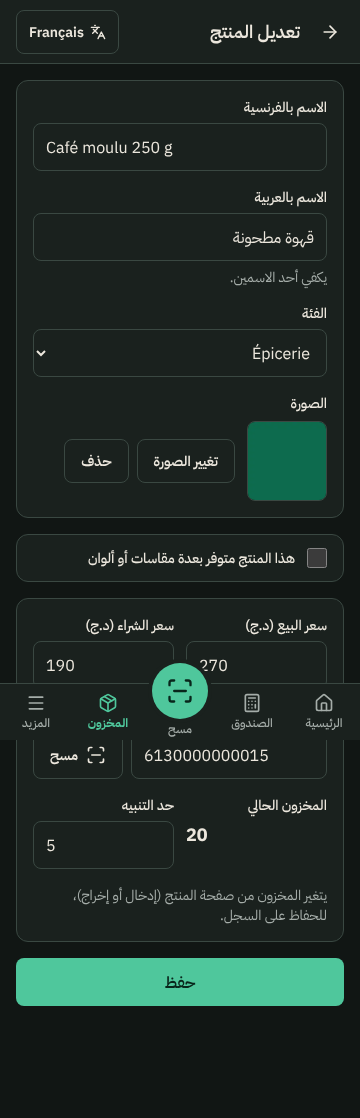 تعديل المنتج
Français
الاسم بالفرنسية
Café moulu 250 g
الاسم بالعربية
قهوة مطحونة
يكفي أحد الاسمين.
الفئة
Épicerie
الصورة
تغيير الصورة
حذف
هذا المنتج متوفر بعدة مقاسات أو ألوان
سعر البيع (د.ج)
سعر الشراء (د.ج)
270
190
الرئيسية
الصندوق
مسح
المخزون
المزيد
6130000000015
مسح
المخزون الحالي
حد التنبيه
20
5
يتغير المخزون من صفحة المنتج (إدخال أو إخراج)،
للحفاظ على السجل.
حفظ